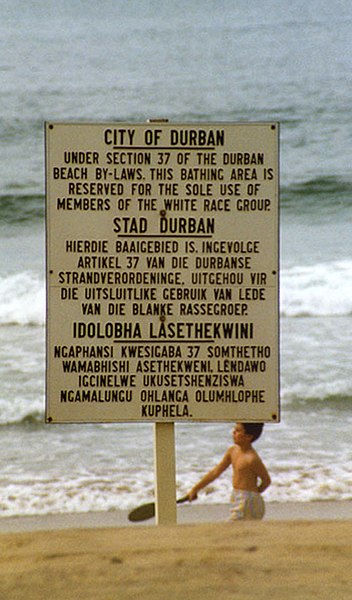 CITY OF DURBAN
UNDER SECTION 37 OF THE DURBAN
BEACH BY-LAWS. THIS BATHING AREA IS
RESERVED FOR THE SOLE USE OF
MEMBERS OF THE WHITE RACE GROUP.
STAD DURBAN
HIERDIE BAAIGEBIED IS, INGEVOLGE
ARTIKEL 37 VAN DIE DURBANSE
STRANDVERORDENINGE, UITGEHOU VIR
DIE UITSLUITLIKE GEBRUIK VAN LEDE
VAN DIE BLANKE RASSEGROEP.
IDOLOBHA LASETHEKWINI
NGAPHANSI KWESIGABA 37 SOMTHETHO
WAMABHISHI ASETHEKWENI, LENDAWO
IGCINELWE UKUSETSHENZISWA
NGAMALUNGU OHLANGA OLUMHLOPHE
KUPHELA.